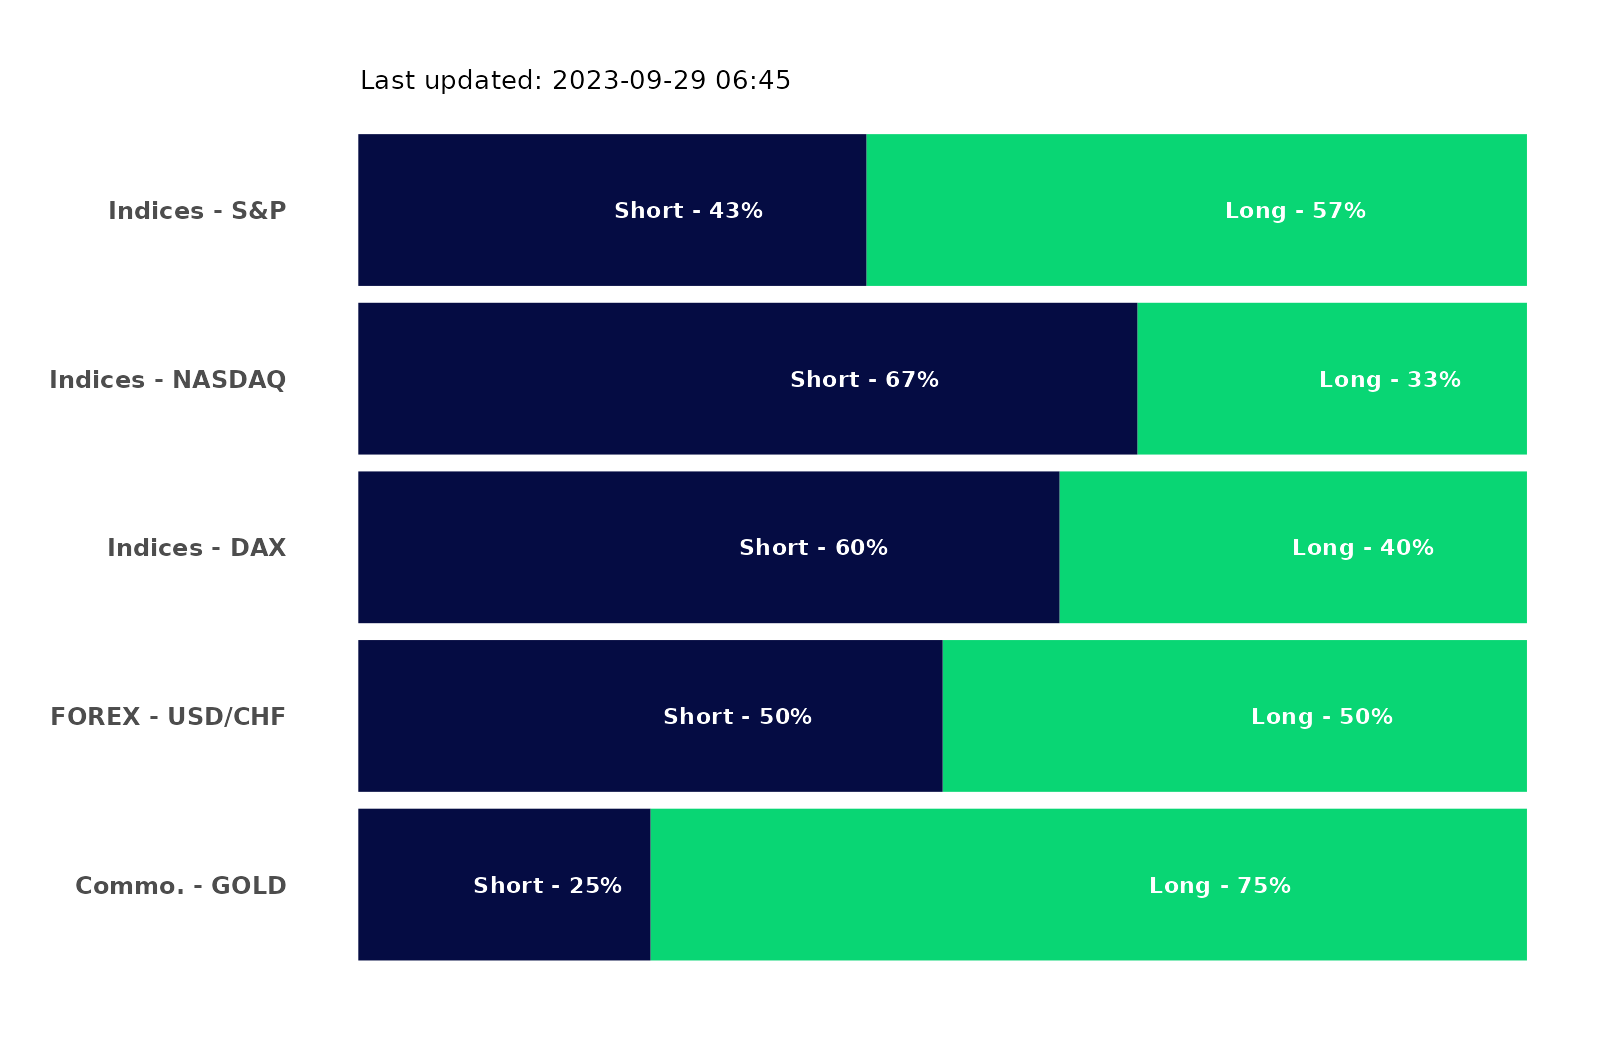 Last updated: 2023-09-29 06:45
Indices - S&P Short - 43% Long - 57%
Indices - NASDAQ Short - 67% Long - 33%
Indices - DAX Short - 60% Long - 40%
FOREX - USD/CHF Short - 50% Long - 50%
Commo. - GOLD Short - 25% Long - 75%